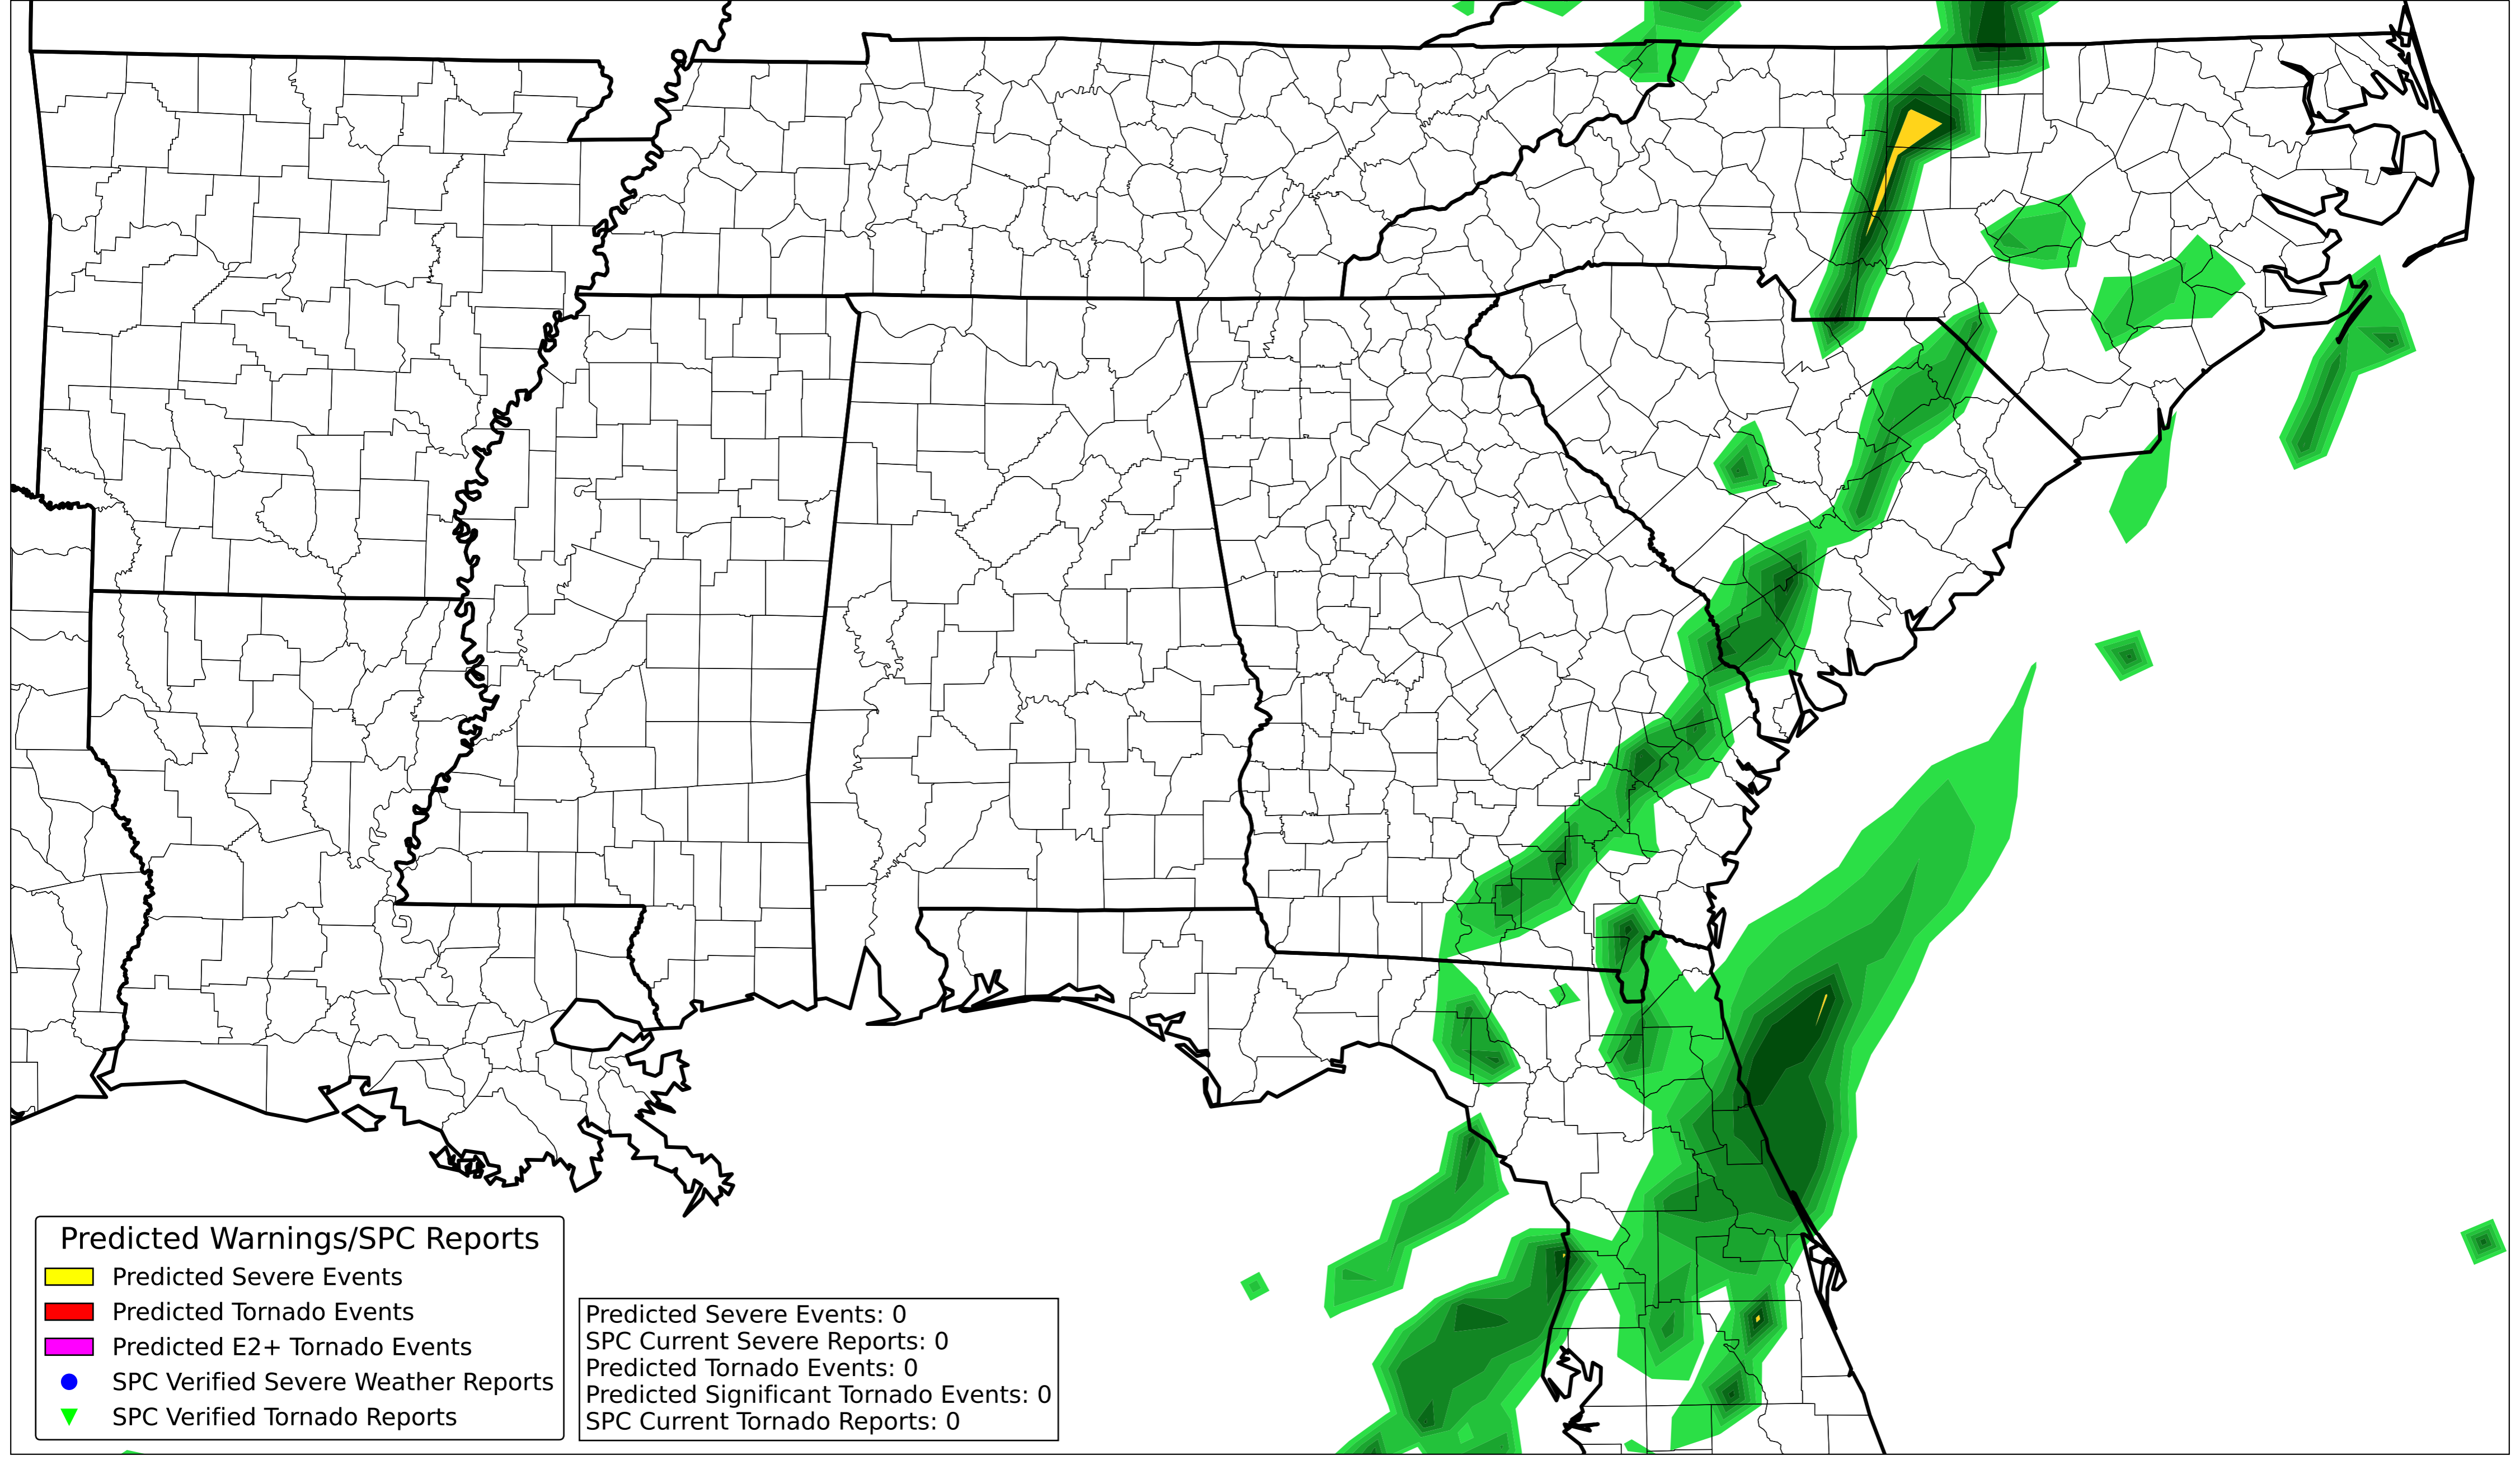 Predicted Warnings/SPC Reports
Predicted Severe Events
Predicted Tornado Events
Predicted E2+ Tornado Events
SPC Verified Severe Weather Reports
SPC Verified Tornado Reports
Predicted Severe Events: 0
SPC Current Severe Reports: 0
Predicted Tornado Events: 0
Predicted Significant Tornado Events: 0
SPC Current Tornado Reports: 0